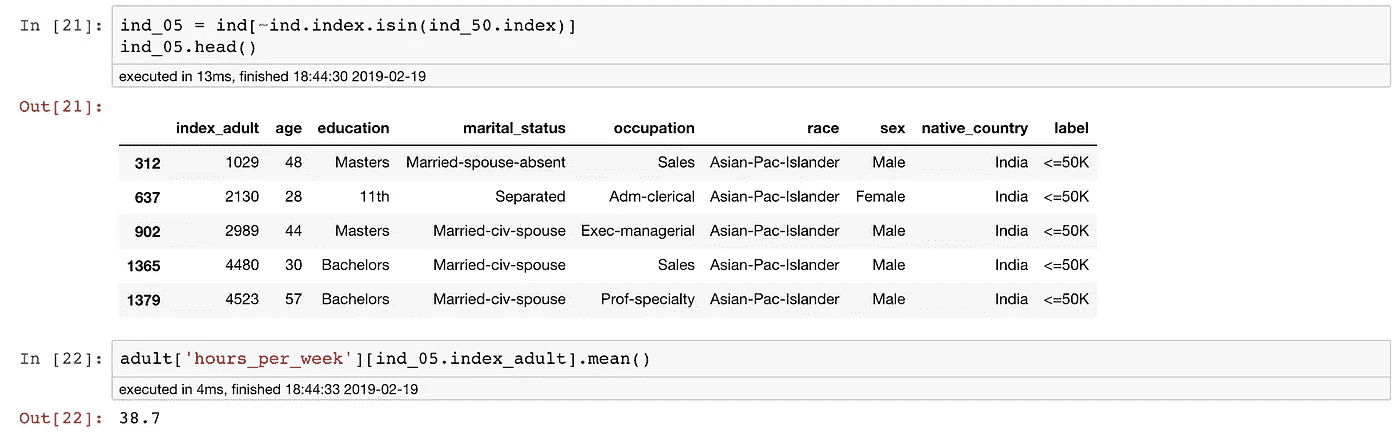 In [21]: ind_05 = ind[~ind.index.isin(ind_50.index)]
ind_05.head()
executed in 13ms, finished 18:44:30 2019-02-19
Out[21]:
index_adult age education marital_status occupation race sex native_country label
312 1029 48 Masters Married-spouse-absent Sales Asian-Pac-Islander Male India <=50K
637 2130 28 11th Separated Adm-clerical Asian-Pac-Islander Female India <=50K
902 2989 44 Masters Married-civ-spouse Exec-managerial Asian-Pac-Islander Male India <=50K
1365 4480 30 Bachelors Married-civ-spouse Sales Asian-Pac-Islander Male India <=50K
1379 4523 57 Bachelors Married-civ-spouse Prof-specialty Asian-Pac-Islander Male India <=50K
In [22]: adult['hours_per_week'][ind_05.index_adult].mean()
executed in 4ms, finished 18:44:33 2019-02-19
Out[22]: 38.7